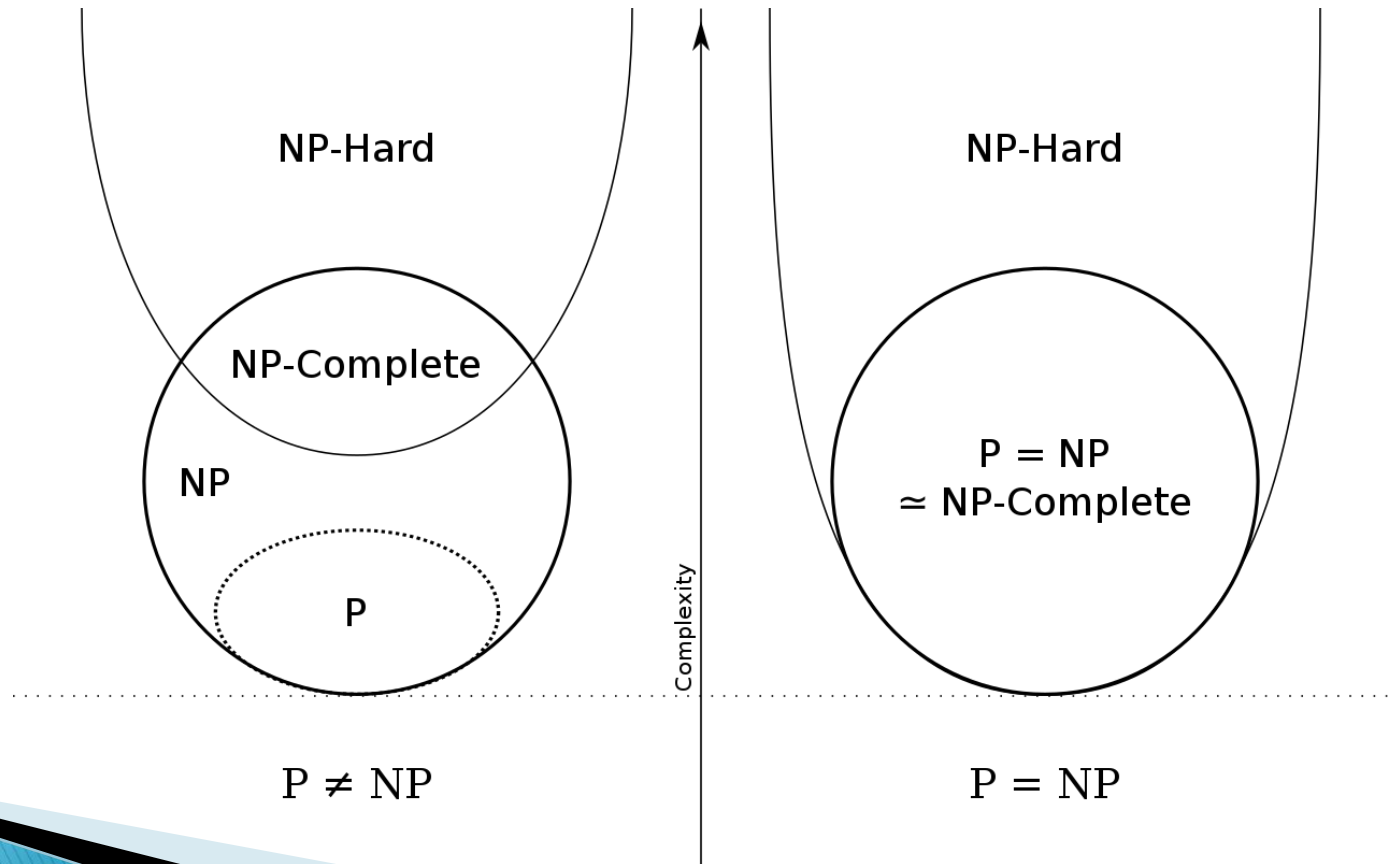 NP-Hard
NP-Complete
NP
P
P ≠ NP
Complexity
NP-Hard
P = NP
≃ NP-Complete
P = NP